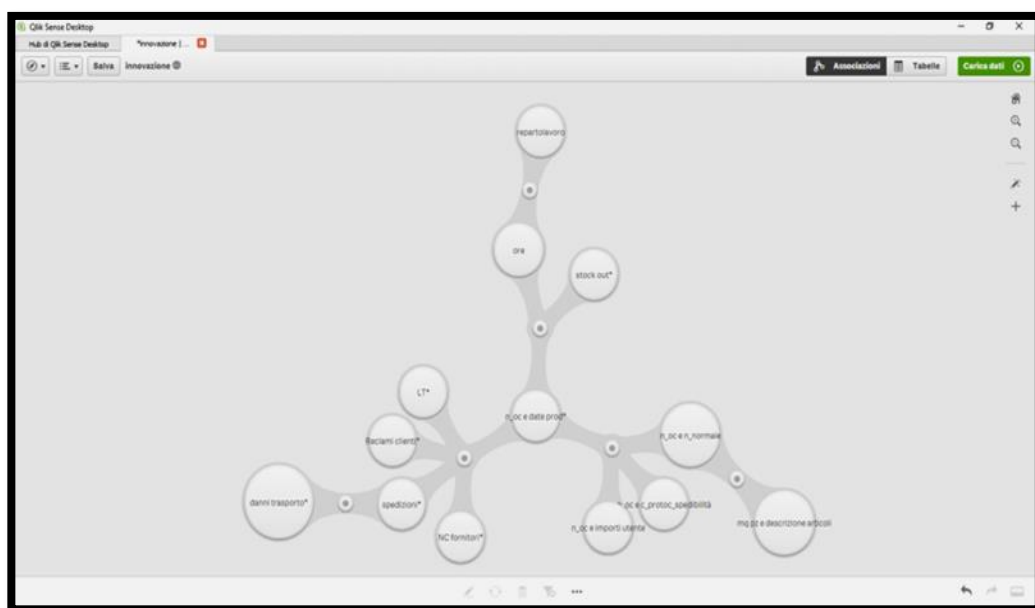 Qlik Sense Desktop
Hub di Qlik Sense Desktop
*innovazione | ...
Salva
innovazione
Associazioni
Tabelle
Carica dati
repartolavoro
ore
stock out*
LT*
n_oc e date prod*
Reclami clienti*
n_oc e n_normale
danni trasporto*
spedizioni*
n_oc e c_protoc_spedibilità
NC fornitori*
n_oc e importi utente
mq pz e descrizione articoli